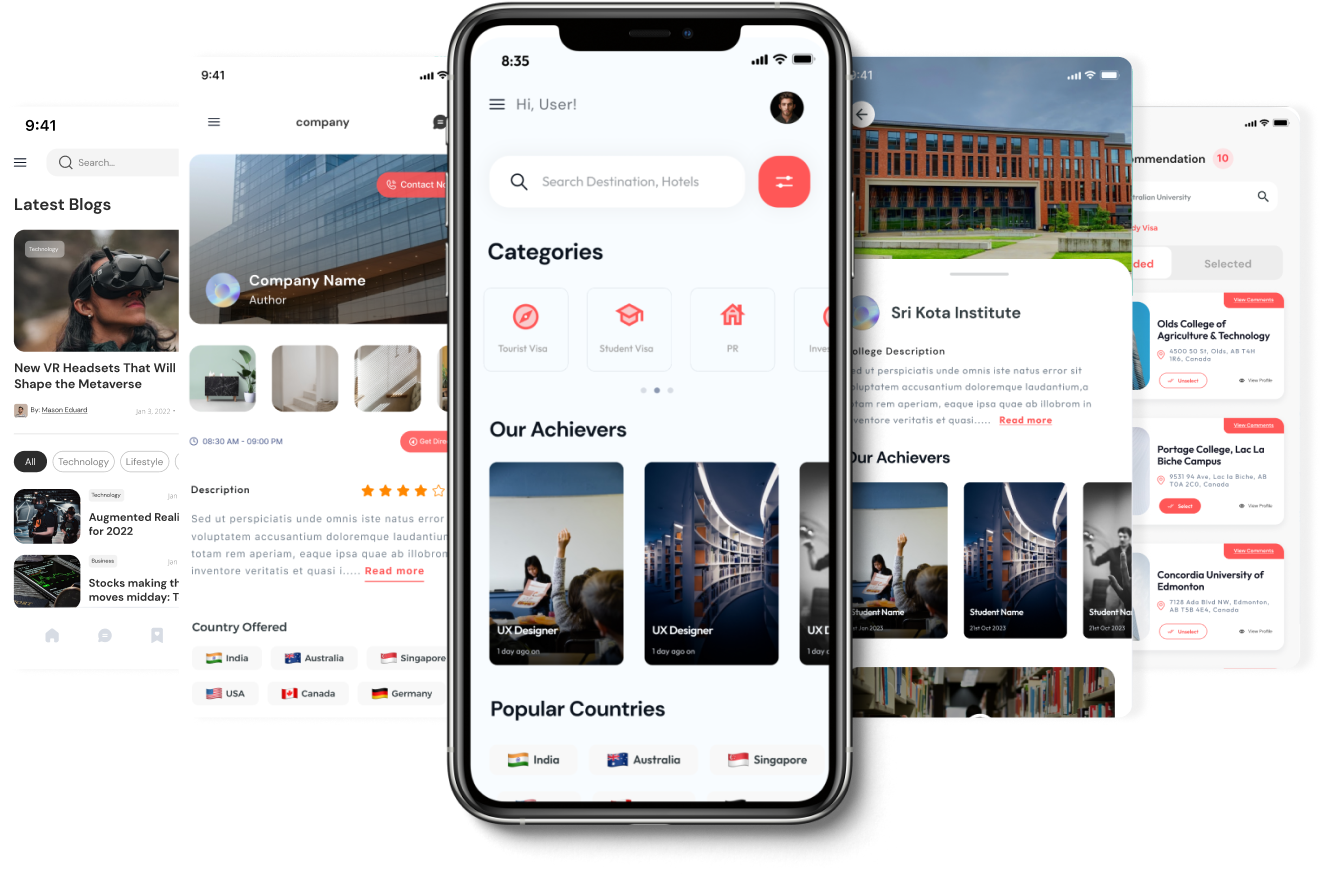 9:41
Search...
Latest Blogs
Technology
New VR Headsets That Will
Shape the Metaverse
By: Mason Eduard
Jan 3, 2022 •
All
Technology
Lifestyle
Technology
Jan
Augmented Reali
for 2022
Business
Jan
Stocks making th
moves midday: T
9:41
company
Contact No
Company Name
Author
08:30 AM - 09:00 PM
Get Dire
Description
Sed ut perspiciatis unde omnis iste natus error
voluptatem accusantium doloremque laudantium
totam rem aperiam, eaque ipsa quae ab illobrom
inventore veritatis et quasi i..... Read more
Country Offered
India
Australia
Singapore
USA
Canada
Germany
8:35
Hi, User!
Search Destination, Hotels
Categories
Tourist Visa
Student Visa
PR
Inves
Our Achievers
UX Designer
1 day ago on
UX Designer
1 day ago on
UX D
1 day
Popular Countries
India
Australia
Singapore
9:41
Sri Kota Institute
ollege Description
ed ut perspiciatis unde omnis iste natus error sit
oluptatem accusantium doloremque laudantium,a
otam rem aperiam, eaque ipsa quae ab illobrom in
nventore veritatis et quasi..... Read more
Our Achievers
Student Name
st Jan 2023
Student Name
21st Oct 2023
Student Na
21st Oct 2023
ommendation 10
tralian University
dy Visa
ded
Selected
View Comments
Olds College of
Agriculture & Technology
4500 50 St, Olds, AB T4H
1R6, Canada
Unselect
View Profile
View Comments
Portage College, Lac La
Biche Campus
9531 94 Ave, Lac la Biche, AB
T0A 2C0, Canada
Select
View Profile
View Comments
Concordia University of
Edmonton
7128 Ada Blvd NW, Edmonton,
AB T5B 4E4, Canada
Unselect
View Profile